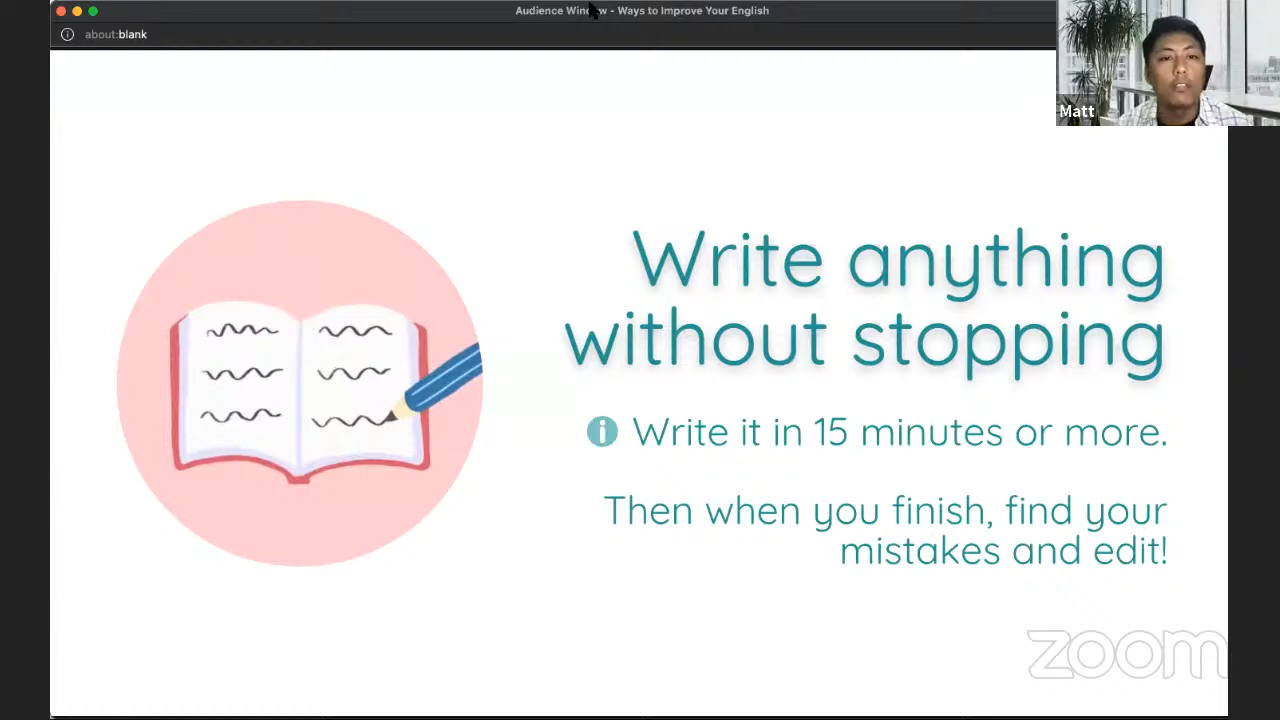 Audience Window - Ways to Improve Your English
about:blank
Matt
Write anything
without stopping
i Write it in 15 minutes or more.
Then when you finish, find your
mistakes and edit!
zoom